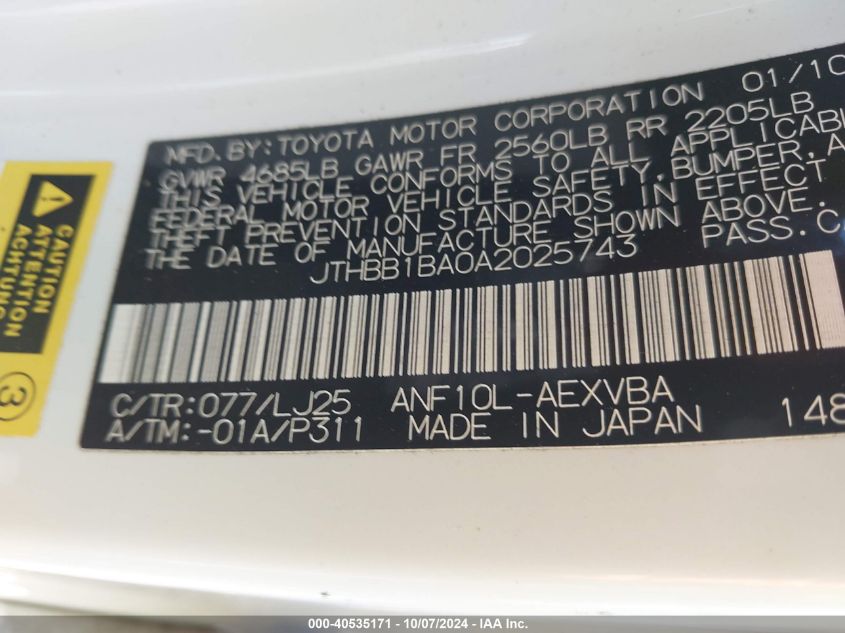 MFD. BY: TOYOTA MOTOR CORPORATION 01/10
GVWR 4685LB GAWR FR 2560LB RR 2205LB
THIS VEHICLE CONFORMS TO ALL APPLICABL
FEDERAL MOTOR VEHICLE SAFETY, BUMPER, A
THEFT PREVENTION STANDARDS IN EFFECT
THE DATE OF MANUFACTURE SHOWN ABOVE.
JTHBB1BA0A2025743 PASS. CA
C/TR: 077/LJ25 ANF10L-AEXVBA
A/TM: -01A/P311 MADE IN JAPAN 148
CAUTION
ATTENTION
ACHTUNG
3
000-40535171 - 10/07/2024 - IAA Inc.